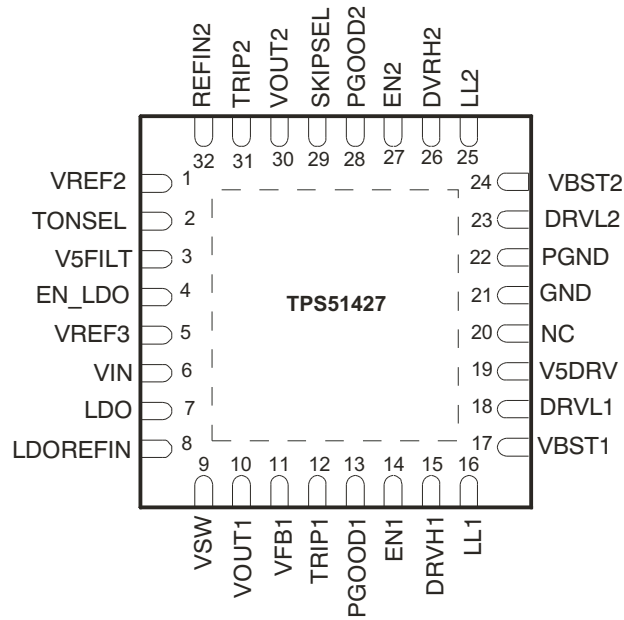 REFIN2
TRIP2
VOUT2
SKIPSEL
PGOOD2
EN2
DVRH2
LL2
32
31
30
29
28
27
26
25
VREF2 1
TONSEL 2
V5FILT 3
EN_LDO 4
VREF3 5
VIN 6
LDO 7
LDOREFIN 8
TPS51427
24 VBST2
23 DRVL2
22 PGND
21 GND
20 NC
19 V5DRV
18 DRVL1
17 VBST1
9
10
11
12
13
14
15
16
VSW
VOUT1
VFB1
TRIP1
PGOOD1
EN1
DRVH1
LL1